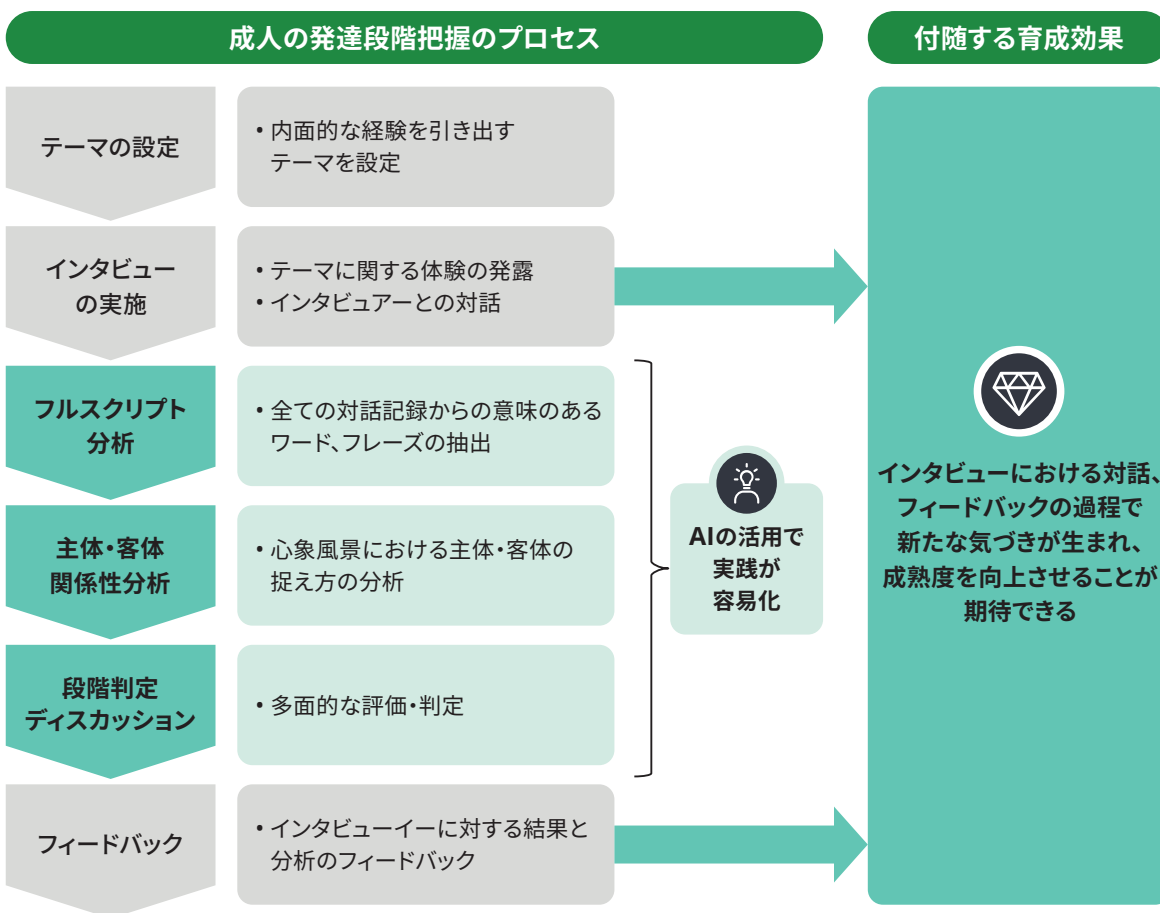 成人の発達段階把握のプロセス
付随する育成効果
テーマの設定
• 内面的な経験を引き出す
テーマを設定
インタビュー
の実施
• テーマに関する体験の発露
• インタビュアーとの対話
フルスクリプト
分析
• 全ての対話記録からの意味のある
ワード、フレーズの抽出
主体・客体
関係性分析
• 心象風景における主体・客体の
捉え方の分析
段階判定
ディスカッション
• 多面的な評価・判定
フィードバック
• インタビューイーに対する結果と
分析のフィードバック
AIの活用で
実践が
容易化
インタビューにおける対話、
フィードバックの過程で
新たな気づきが生まれ、
成熟度を向上させることが
期待できる